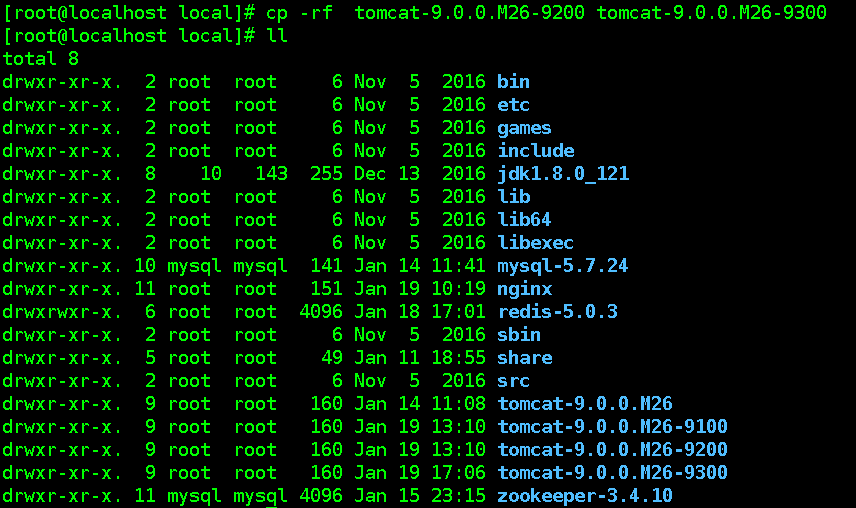 [root@localhost local]# cp -rf  tomcat-9.0.0.M26-9200 tomcat-9.0.0.M26-9300
[root@localhost local]# ll
total 8
drwxr-xr-x.  2 root  root     6 Nov  5  2016 bin
drwxr-xr-x.  2 root  root     6 Nov  5  2016 etc
drwxr-xr-x.  2 root  root     6 Nov  5  2016 games
drwxr-xr-x.  2 root  root     6 Nov  5  2016 include
drwxr-xr-x.  8    10   143  255 Dec 13  2016 jdk1.8.0_121
drwxr-xr-x.  2 root  root     6 Nov  5  2016 lib
drwxr-xr-x.  2 root  root     6 Nov  5  2016 lib64
drwxr-xr-x.  2 root  root     6 Nov  5  2016 libexec
drwxr-xr-x. 10 mysql mysql  141 Jan 14 11:41 mysql-5.7.24
drwxr-xr-x. 11 root  root   151 Jan 19 10:19 nginx
drwxrwxr-x.  6 root  root  4096 Jan 18 17:01 redis-5.0.3
drwxr-xr-x.  2 root  root     6 Nov  5  2016 sbin
drwxr-xr-x.  5 root  root    49 Jan 11 18:55 share
drwxr-xr-x.  2 root  root     6 Nov  5  2016 src
drwxr-xr-x.  9 root  root   160 Jan 14 11:08 tomcat-9.0.0.M26
drwxr-xr-x.  9 root  root   160 Jan 19 13:10 tomcat-9.0.0.M26-9100
drwxr-xr-x.  9 root  root   160 Jan 19 13:10 tomcat-9.0.0.M26-9200
drwxr-xr-x.  9 root  root   160 Jan 19 17:06 tomcat-9.0.0.M26-9300
drwxr-xr-x. 11 mysql mysql 4096 Jan 15 23:15 zookeeper-3.4.10